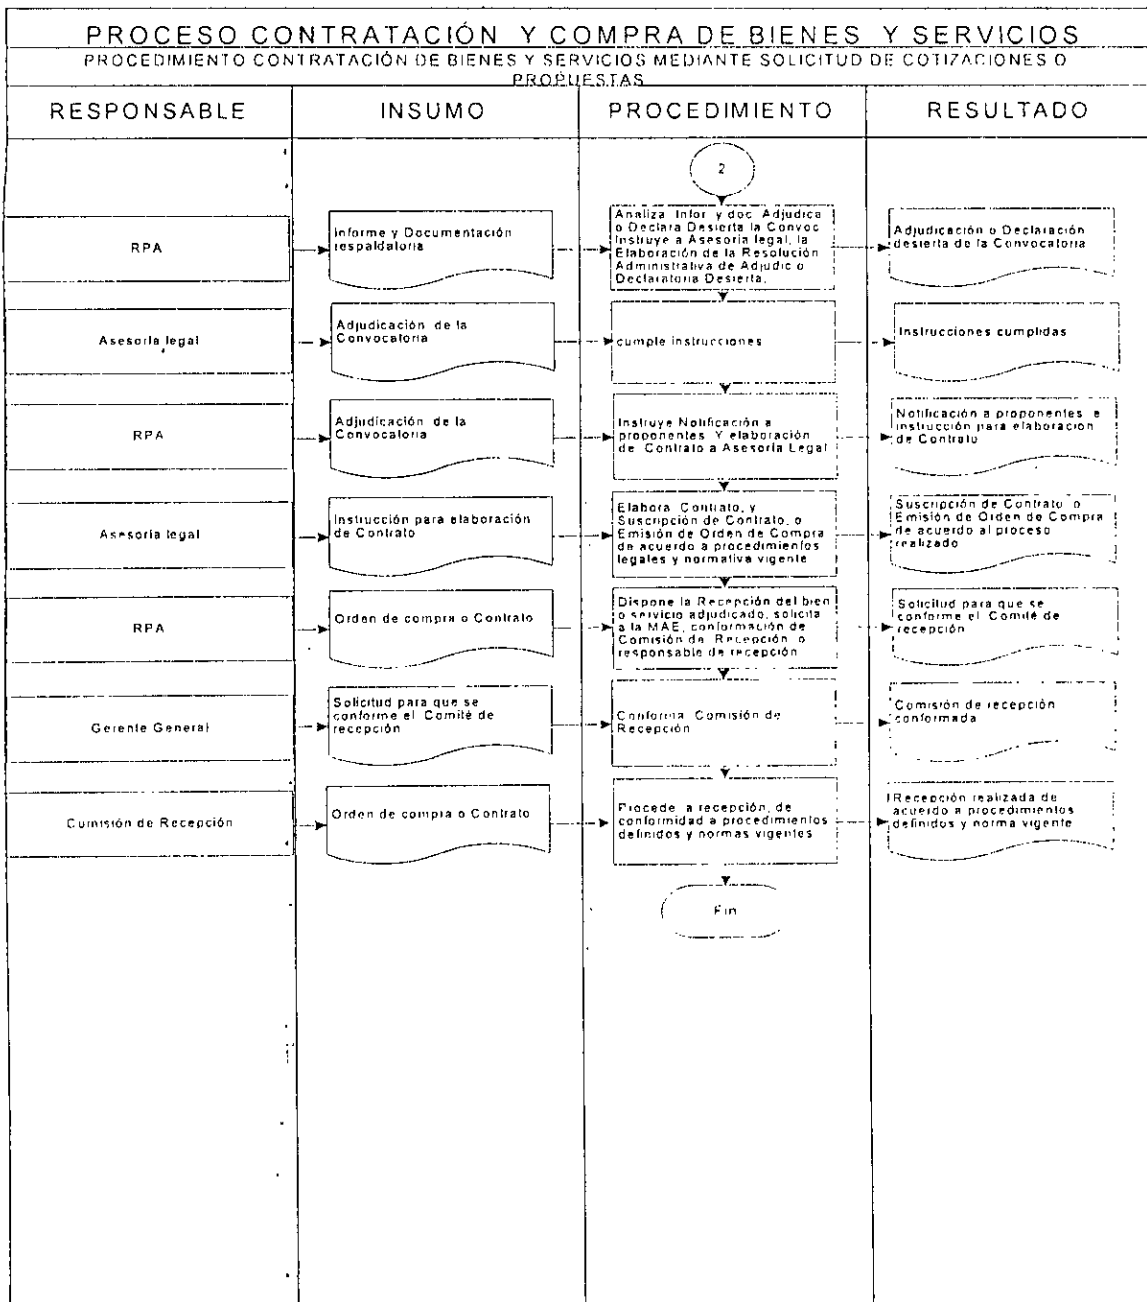 PROCESO CONTRATACIÓN Y COMPRA DE BIENES Y SERVICIOS
PROCEDIMIENTO CONTRATACIÓN DE BIENES Y SERVICIOS MEDIANTE SOLICITUD DE COTIZACIONES O
PROPUESTAS
RESPONSABLE
INSUMO
PROCEDIMIENTO
RESULTADO
2
RPA
Informe y Documentación
respaldatoria
Analiza Infor y doc Adjudica
o Declara Desierta la Convoc
Instruye a Asesoría legal, la
Elaboración de la Resolución
Administrativa de Adjudic o
Declaratoria Desierta.
Adjudicación o Declaración
desierta de la Convocatoria
Asesoría legal
Adjudicación de la
Convocatoria
cumple instrucciones
Instrucciones cumplidas
RPA
Adjudicación de la
Convocatoria
Instruye Notificación a
proponentes Y elaboración
de Contrato a Asesoría Legal
Notificación a proponentes e
instrucción para elaboración
de Contrato
Asesoría legal
Instrucción para elaboración
de Contrato
Elabora Contrato, y
Suscripción de Contrato, o
Emisión de Orden de Compra
de acuerdo a procedimientos
legales y normativa vigente
Suscripción de Contrato o
Emisión de Orden de Compra
de acuerdo al proceso
realizado
RPA
Orden de compra o Contrato
Dispone la Recepción del bien
o servicio adjudicado, solicita
a la MAE, conformación de
Comisión de Recepción o
responsable de recepción
Solicitud para que se
conforme el Comité de
recepción
Gerente General
Solicitud para que se
conforme el Comité de
recepción
Conforma Comisión de
Recepción
Comisión de recepción
conformada
Comisión de Recepción
Orden de compra o Contrato
Procede a recepción, de
conformidad a procedimientos
definidos y normas vigentes
Recepción realizada de
acuerdo a procedimientos
definidos y norma vigente
Fin